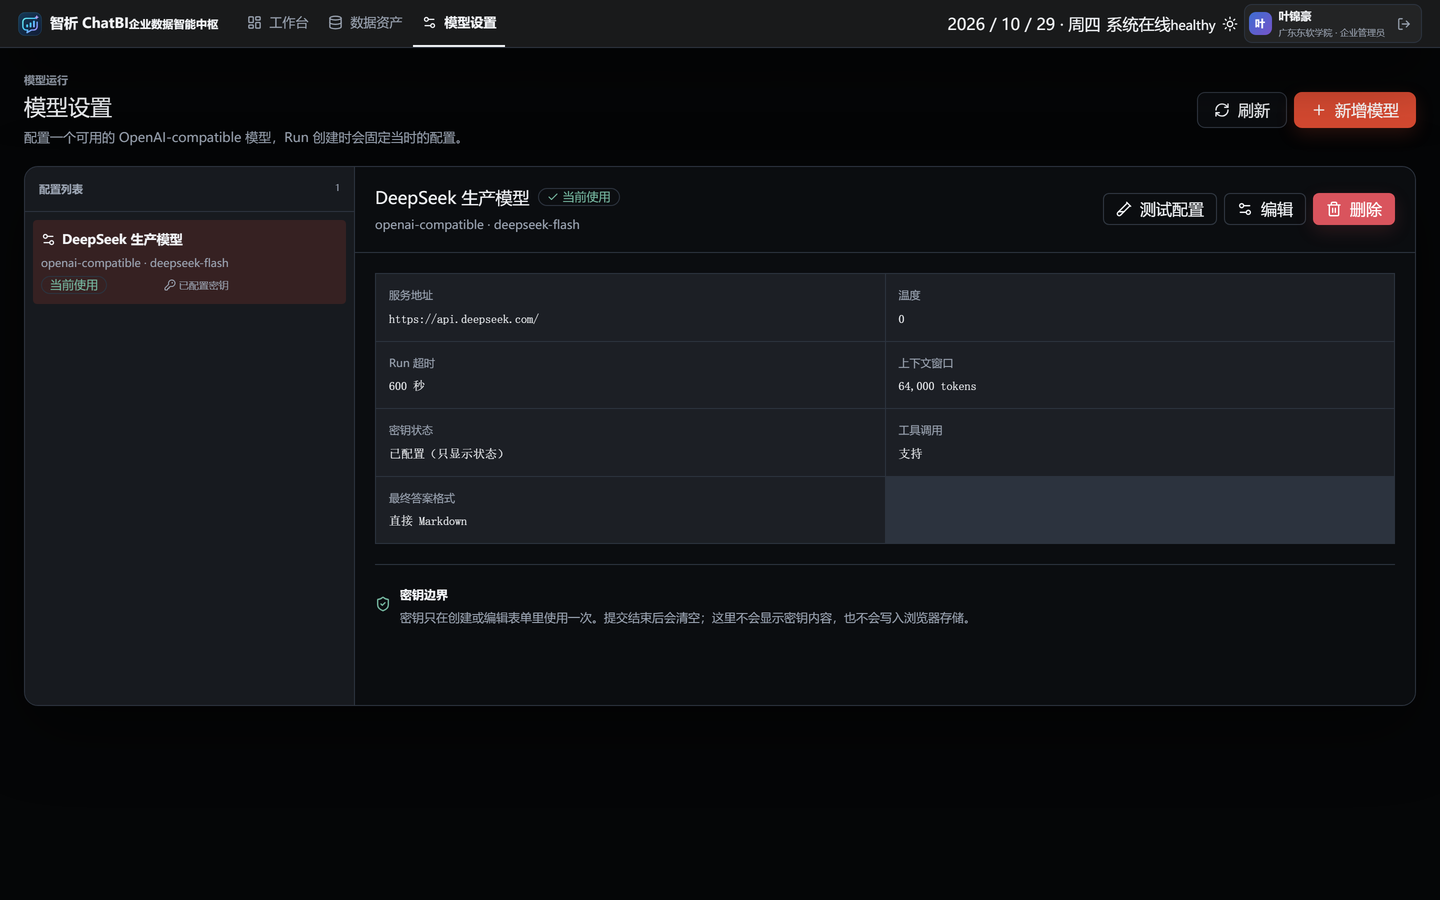 智析 ChatBI企业数据智能中枢
工作台
数据资产
模型设置
2026 / 10 / 29 · 周四 系统在线healthy
叶
叶锦豪
广东东软学院 · 企业管理员
模型运行
模型设置
配置一个可用的 OpenAI-compatible 模型，Run 创建时会固定当时的配置。
刷新
新增模型
配置列表
1
DeepSeek 生产模型
openai-compatible · deepseek-flash
当前使用
已配置密钥
DeepSeek 生产模型
当前使用
openai-compatible · deepseek-flash
测试配置
编辑
删除
服务地址
https://api.deepseek.com/
温度
0
Run 超时
600 秒
上下文窗口
64,000 tokens
密钥状态
已配置（只显示状态）
工具调用
支持
最终答案格式
直接 Markdown
密钥边界
密钥只在创建或编辑表单里使用一次。提交结束后会清空；这里不会显示密钥内容，也不会写入浏览器存储。